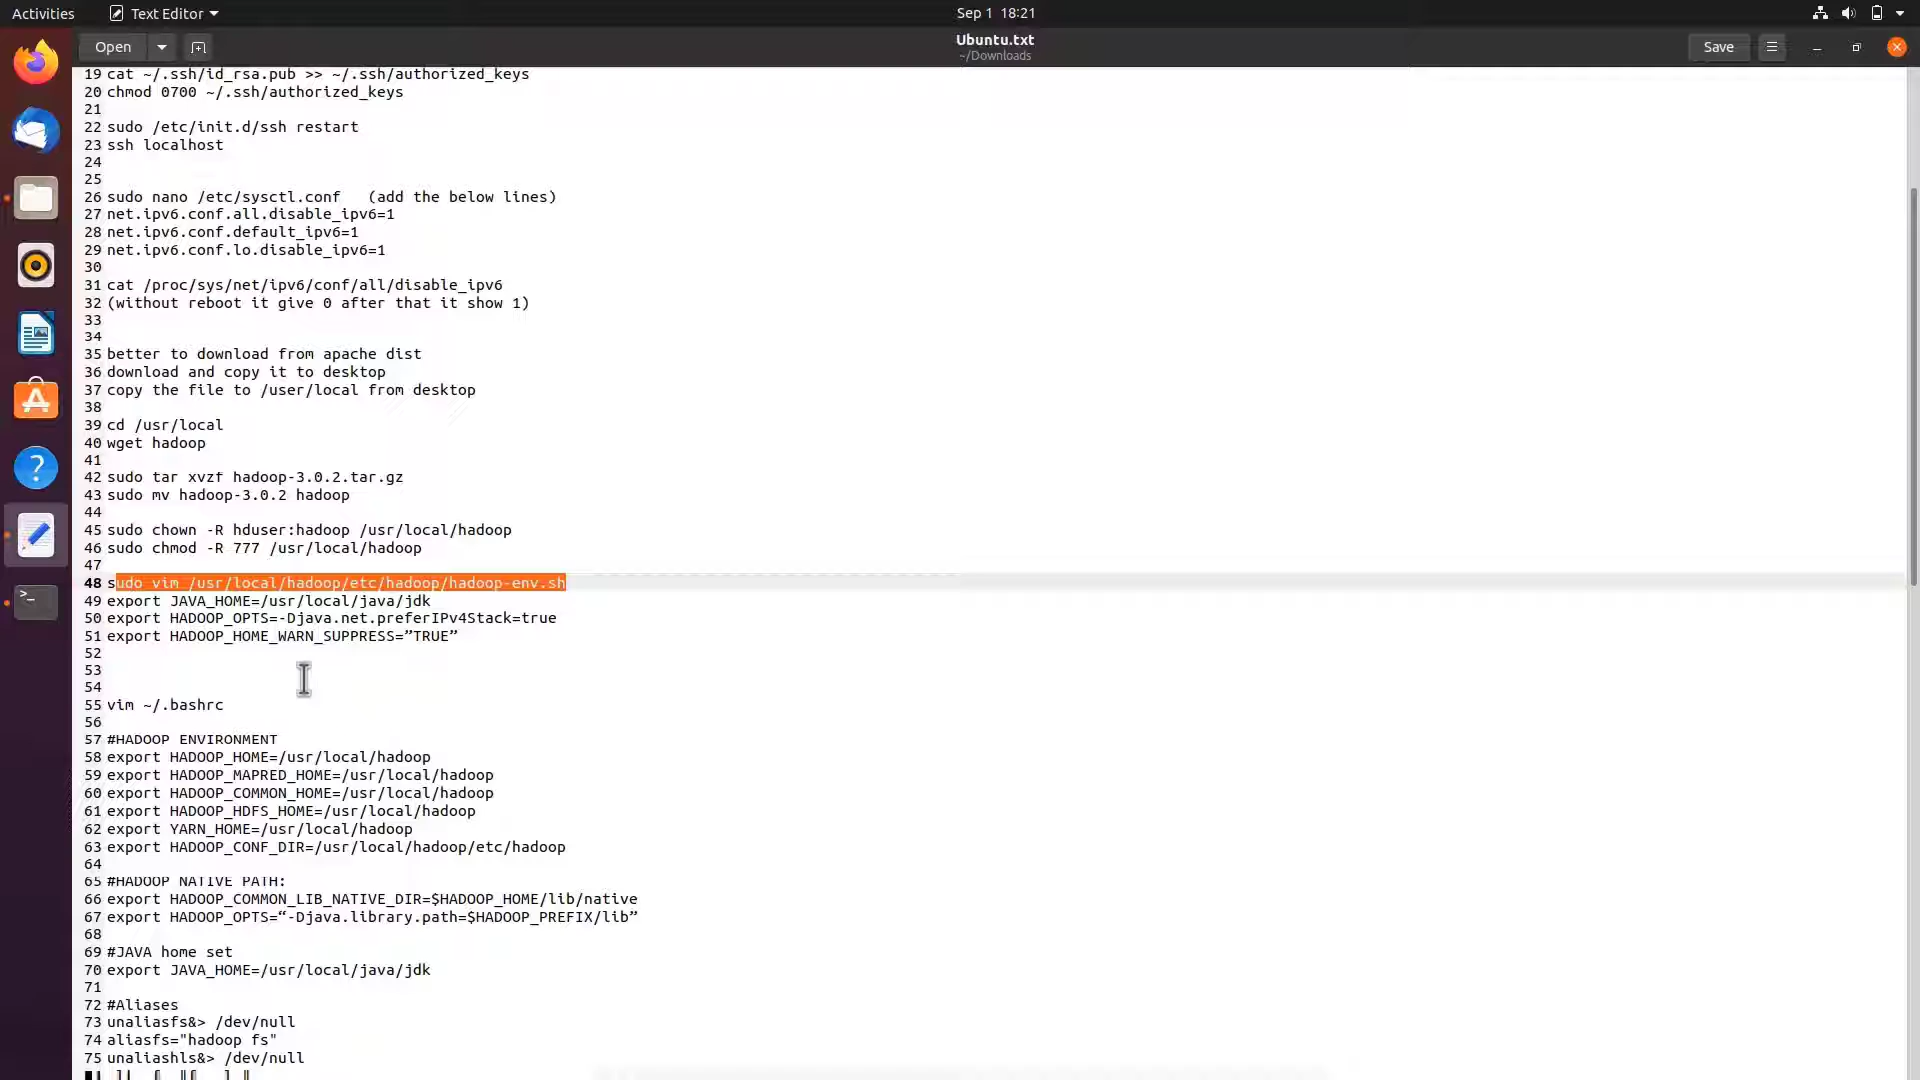 Activities
Text Editor
Sep 1 18:21
Open
Ubuntu.txt
~/Downloads
Save
19 cat ~/.ssh/id_rsa.pub >> ~/.ssh/authorized_keys
20 chmod 0700 ~/.ssh/authorized_keys
21
22 sudo /etc/init.d/ssh restart
23 ssh localhost
24
25
26 sudo nano /etc/sysctl.conf   (add the below lines)
27 net.ipv6.conf.all.disable_ipv6=1
28 net.ipv6.conf.default_ipv6=1
29 net.ipv6.conf.lo.disable_ipv6=1
30
31 cat /proc/sys/net/ipv6/conf/all/disable_ipv6
32 (without reboot it give 0 after that it show 1)
33
34
35 better to download from apache dist
36 download and copy it to desktop
37 copy the file to /user/local from desktop
38
39 cd /usr/local
40 wget hadoop
41
42 sudo tar xvzf hadoop-3.0.2.tar.gz
43 sudo mv hadoop-3.0.2 hadoop
44
45 sudo chown -R hduser:hadoop /usr/local/hadoop
46 sudo chmod -R 777 /usr/local/hadoop
47
48 sudo vim /usr/local/hadoop/etc/hadoop/hadoop-env.sh
49 export JAVA_HOME=/usr/local/java/jdk
50 export HADOOP_OPTS=-Djava.net.preferIPv4Stack=true
51 export HADOOP_HOME_WARN_SUPPRESS=”TRUE”
52
53
54
55 vim ~/.bashrc
56
57 #HADOOP ENVIRONMENT
58 export HADOOP_HOME=/usr/local/hadoop
59 export HADOOP_MAPRED_HOME=/usr/local/hadoop
60 export HADOOP_COMMON_HOME=/usr/local/hadoop
61 export HADOOP_HDFS_HOME=/usr/local/hadoop
62 export YARN_HOME=/usr/local/hadoop
63 export HADOOP_CONF_DIR=/usr/local/hadoop/etc/hadoop
64
65 #HADOOP NATIVE PATH:
66 export HADOOP_COMMON_LIB_NATIVE_DIR=$HADOOP_HOME/lib/native
67 export HADOOP_OPTS=“-Djava.library.path=$HADOOP_PREFIX/lib”
68
69 #JAVA home set
70 export JAVA_HOME=/usr/local/java/jdk
71
72 #Aliases
73 unaliasfs&> /dev/null
74 aliasfs="hadoop fs"
75 unaliashls&> /dev/null